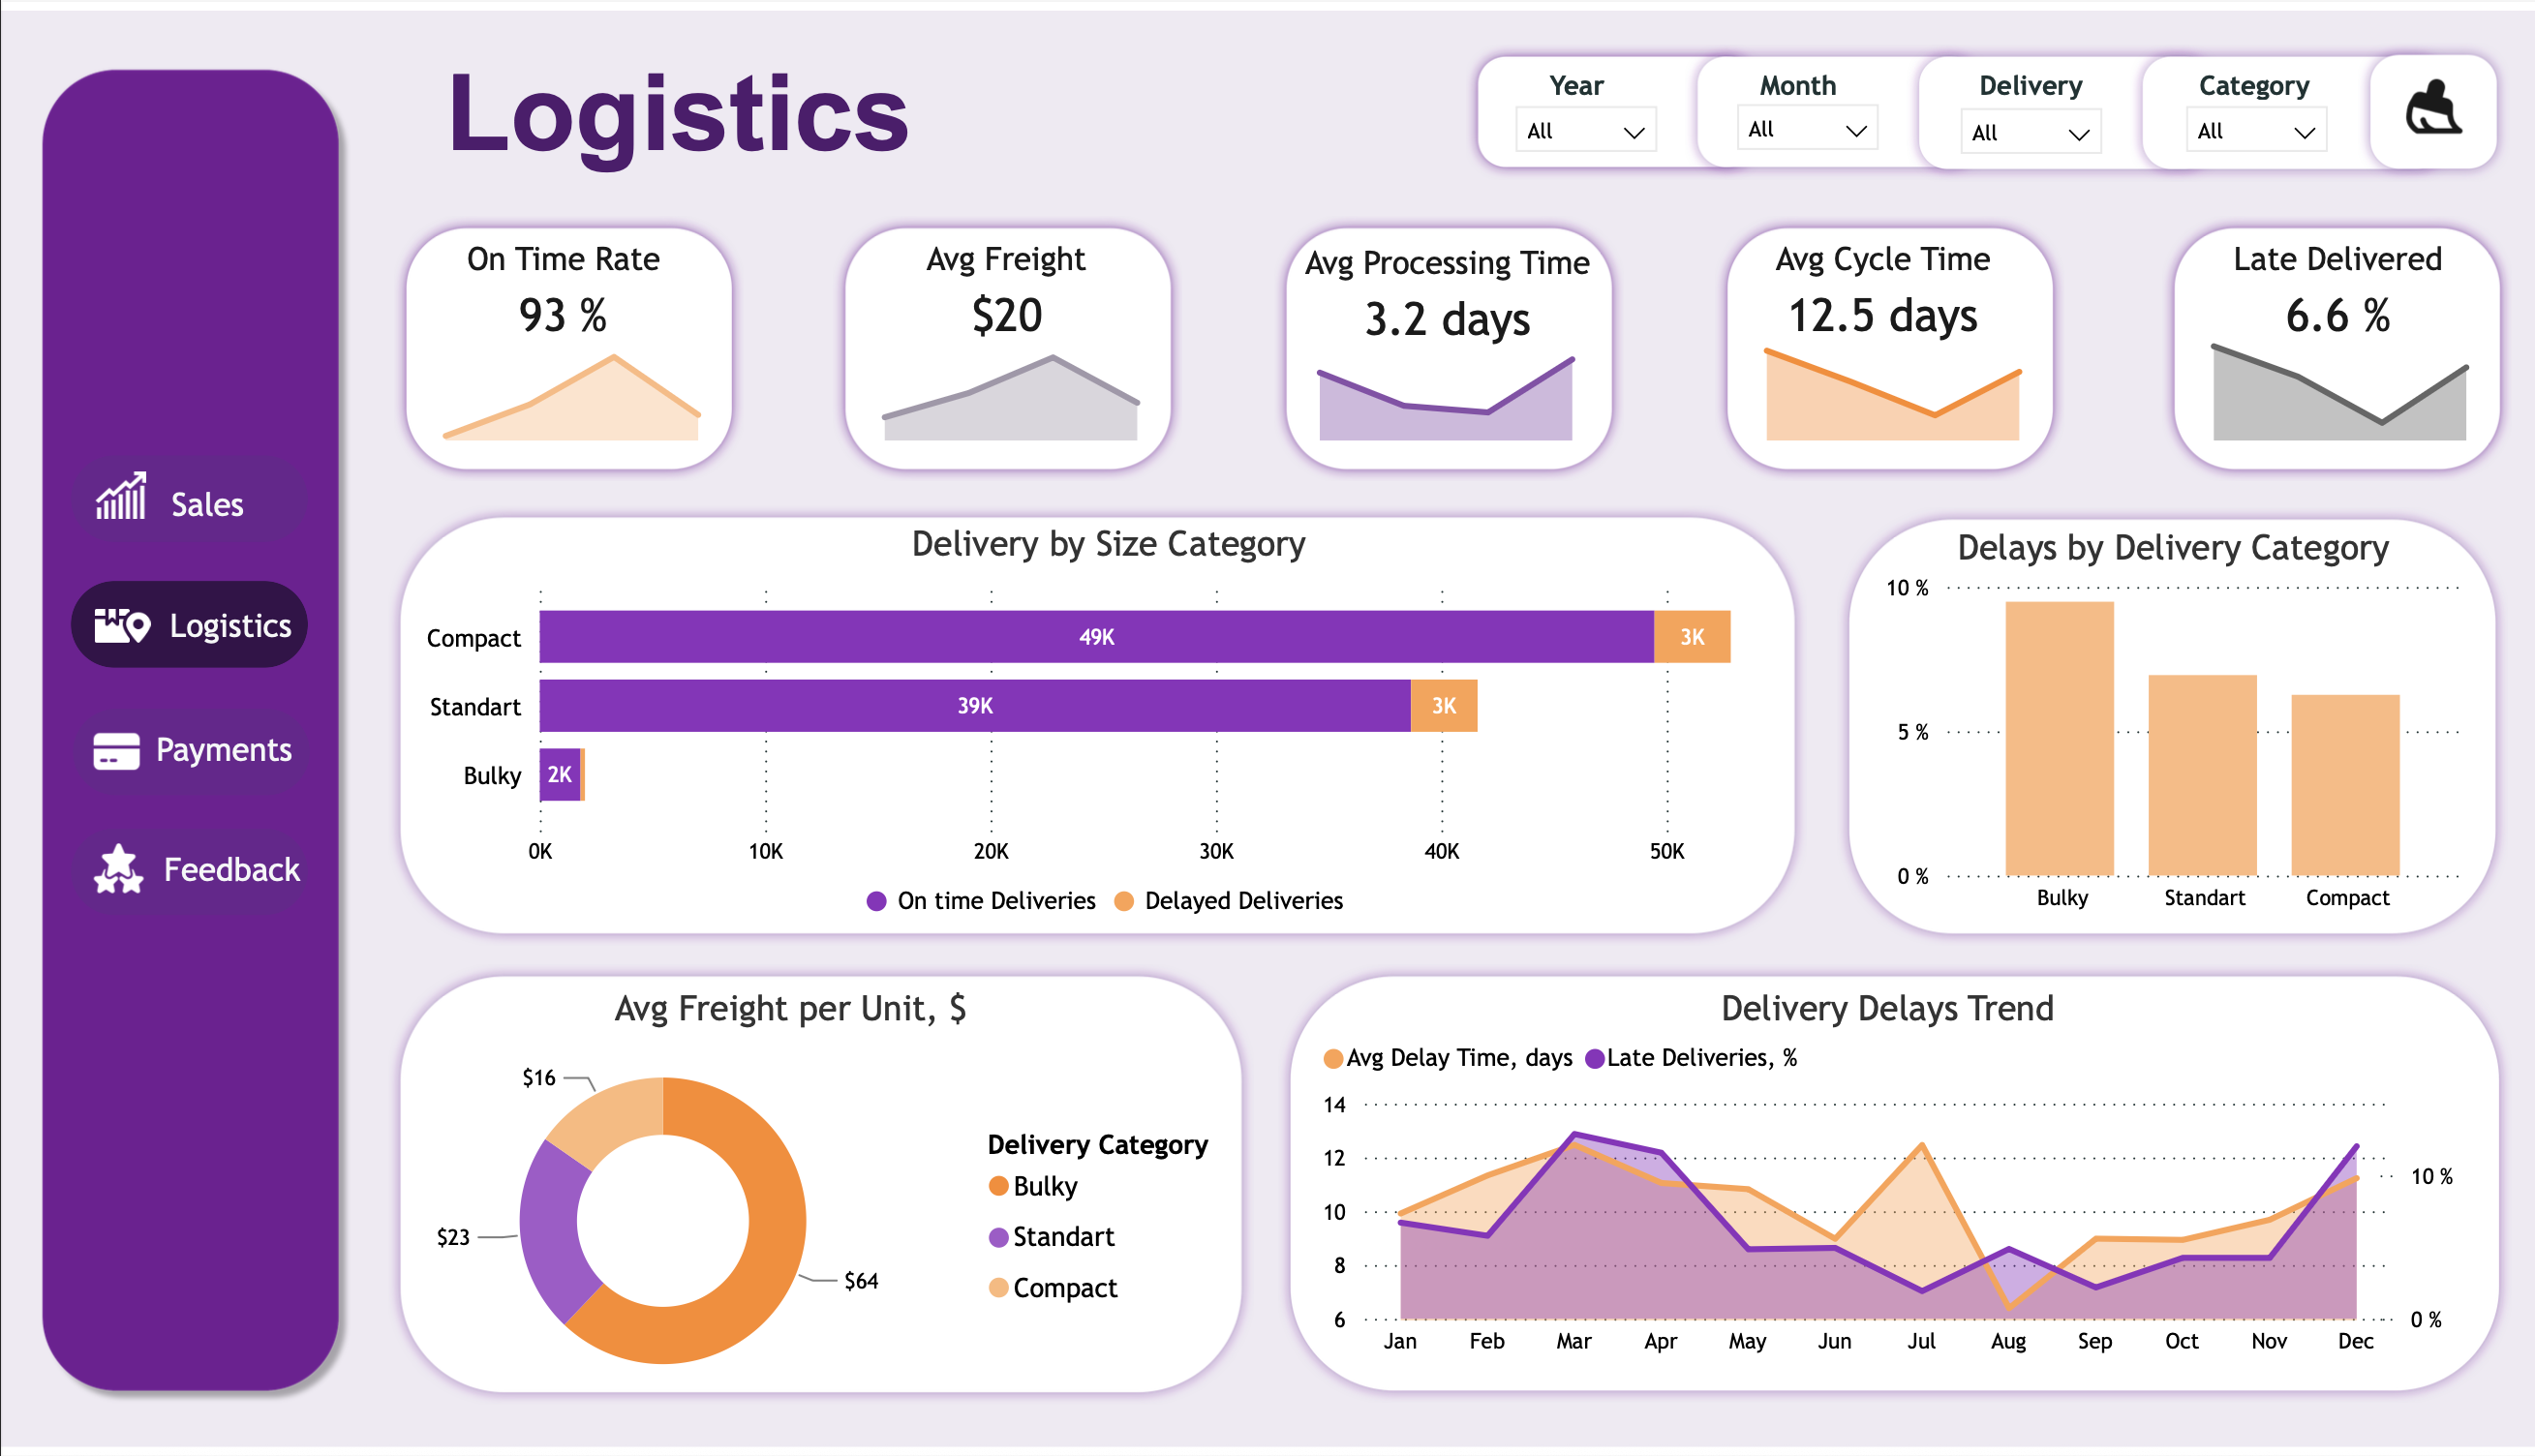 Logistics
Year
All
Month
All
Delivery
All
Category
All
Sales
Logistics
Payments
Feedback
On Time Rate
93 %
Avg Freight
$20
Avg Processing Time
3.2 days
Avg Cycle Time
12.5 days
Late Delivered
6.6 %
Delivery by Size Category
Compact
49K
3K
Standart
39K
3K
Bulky
2K
0K 10K 20K 30K 40K 50K
On time Deliveries Delayed Deliveries
Delays by Delivery Category
10 %
5 %
0 %
Bulky Standart Compact
Avg Freight per Unit, $
$16
$23
$64
Delivery Category
Bulky
Standart
Compact
Delivery Delays Trend
Avg Delay Time, days Late Deliveries, %
14
12
10 %
10
8
6
0 %
Jan Feb Mar Apr May Jun Jul Aug Sep Oct Nov Dec